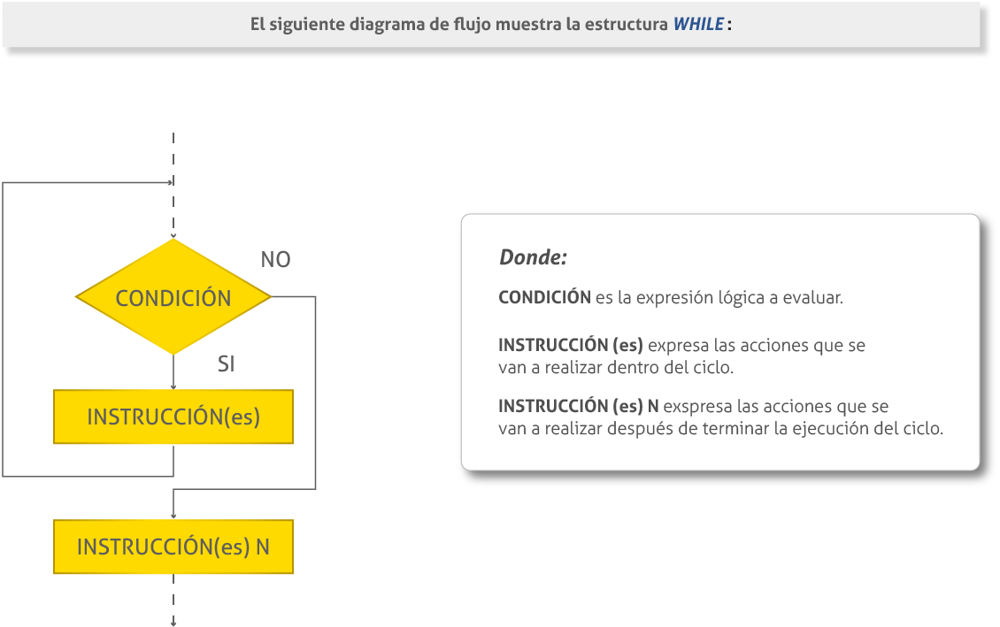 El siguiente diagrama de flujo muestra la estructura WHILE :
NO
CONDICIÓN
SI
INSTRUCCIÓN(es)
INSTRUCCIÓN(es) N
Donde:
CONDICIÓN es la expresión lógica a evaluar.
INSTRUCCIÓN (es) expresa las acciones que se
van a realizar dentro del ciclo.
INSTRUCCIÓN (es) N exspresa las acciones que se
van a realizar después de terminar la ejecución del ciclo.